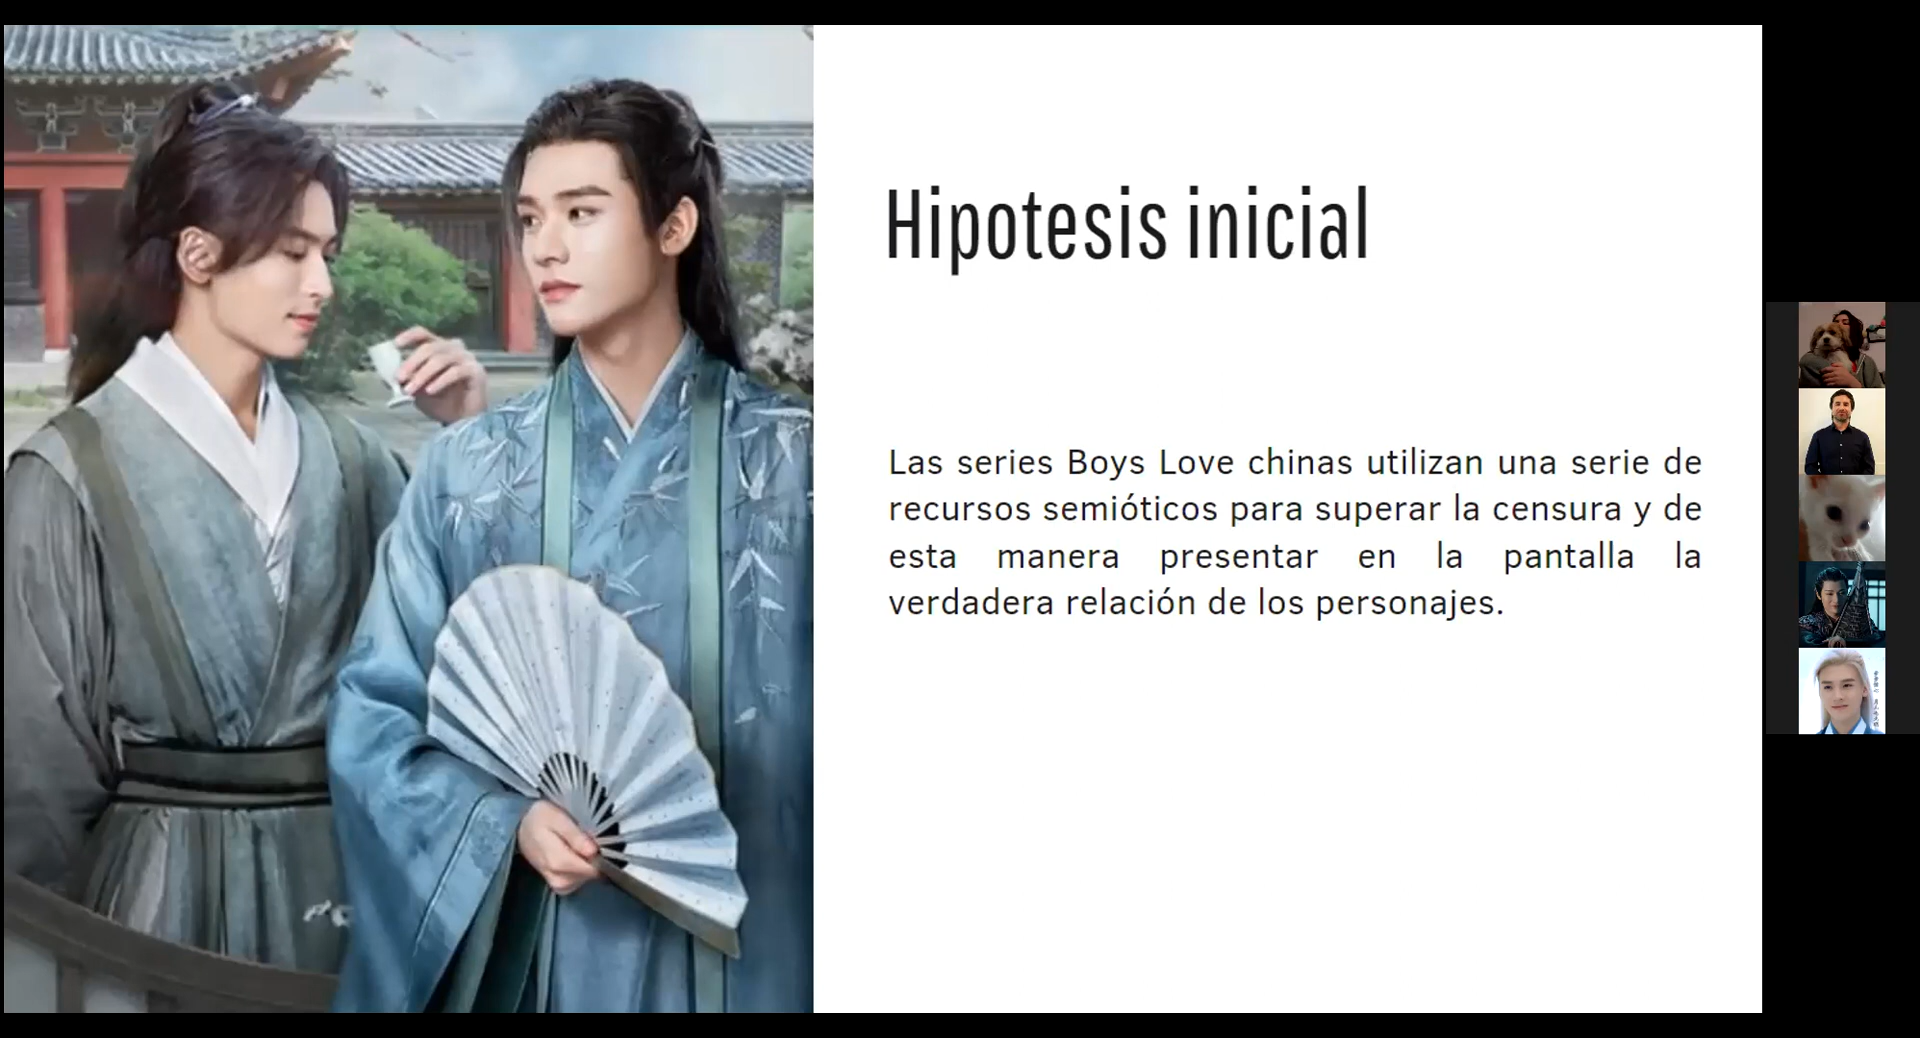 Hipotesis inicial
Las series Boys Love chinas utilizan una serie de
recursos semióticos para superar la censura y de
esta manera presentar en la pantalla la
verdadera relación de los personajes.